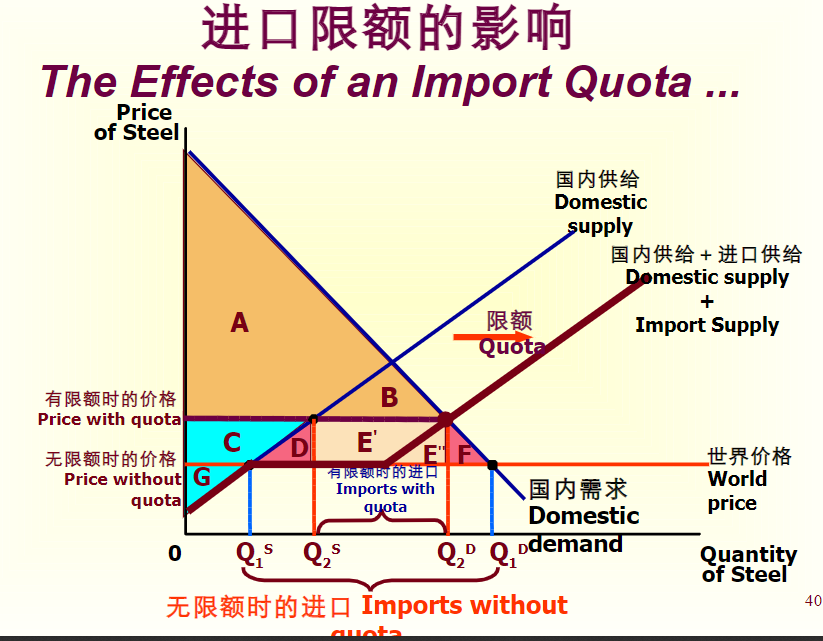 进口限额的影响
The Effects of an Import Quota ...
Price
of Steel
国内供给
Domestic
supply
国内供给 + 进口供给
Domestic supply
+
Import Supply
A
限额
Quota
B
有限额时的价格
Price with quota
C
D
E'
E"
F
G
无限额时的价格
Price without
quota
世界价格
World
price
有限额时的进口
Imports with
quota
国内需求
Domestic
demand
0
Q₁ˢ
Q₂ˢ
Q₂ᴰ
Q₁ᴰ
Quantity
of Steel
无限额时的进口 Imports without
quota
40